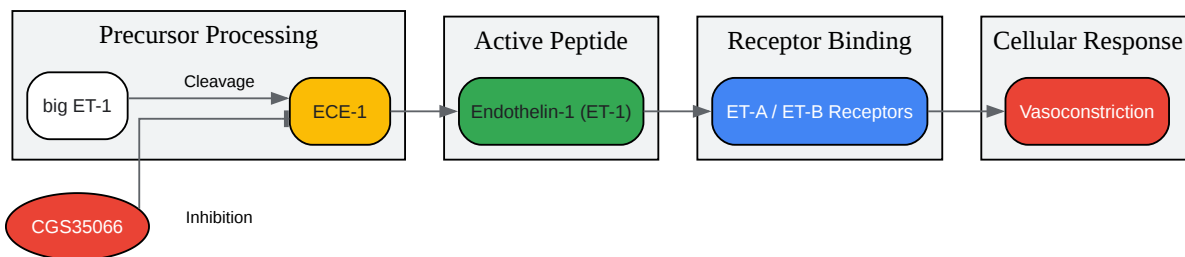 Precursor Processing
Active Peptide
Receptor Binding
Cellular Response
big ET-1
Cleavage
ECE-1
Endothelin-1 (ET-1)
ET-A / ET-B Receptors
Vasoconstriction
CGS35066
Inhibition